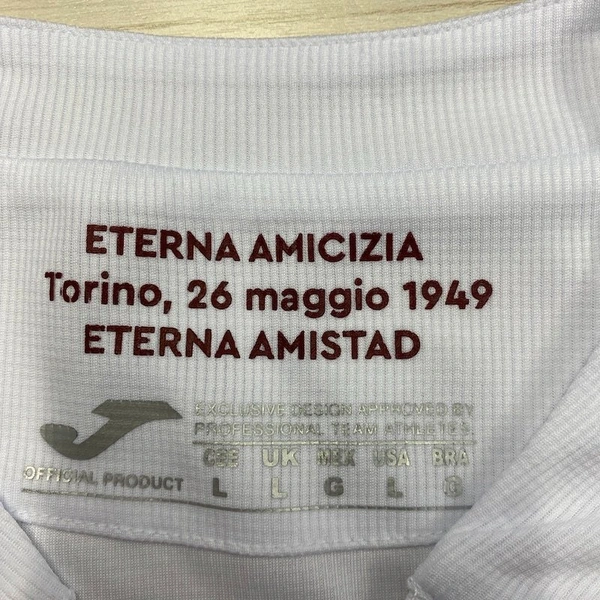 ETERNA AMICIZIA
Torino, 26 maggio 1949
ETERNA AMISTAD
EXCLUSIVE DESIGN APPROVED BY
PROFESSIONAL TEAM ATHLETES.
OFFICIAL PRODUCT
UK MEX USA BRA
L L G L G